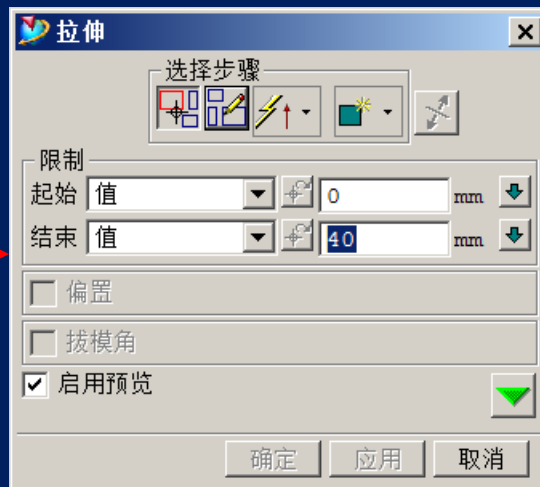 拉伸
选择步骤
限制
起始 值 0 mm
结束 值 40 mm
偏置
拔模角
启用预览
确定 应用 取消